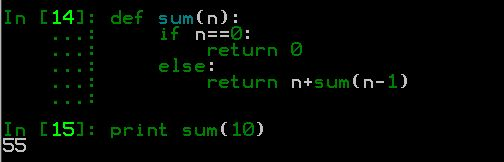 In [14]: def sum(n):
   ...:     if n==0:
   ...:         return 0
   ...:     else:
   ...:         return n+sum(n-1)
   ...:
In [15]: print sum(10)
55